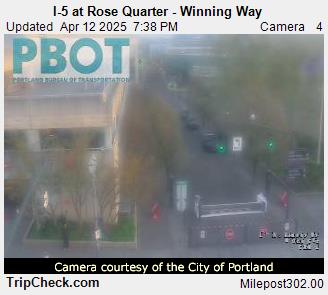 I-5 at Rose Quarter - Winning Way
Updated Apr 12 2025 7:38 PM Camera 4
PBOT
PORTLAND BUREAU OF TRANSPORTATION
Camera courtesy of the City of Portland
TripCheck.com Milepost302.00